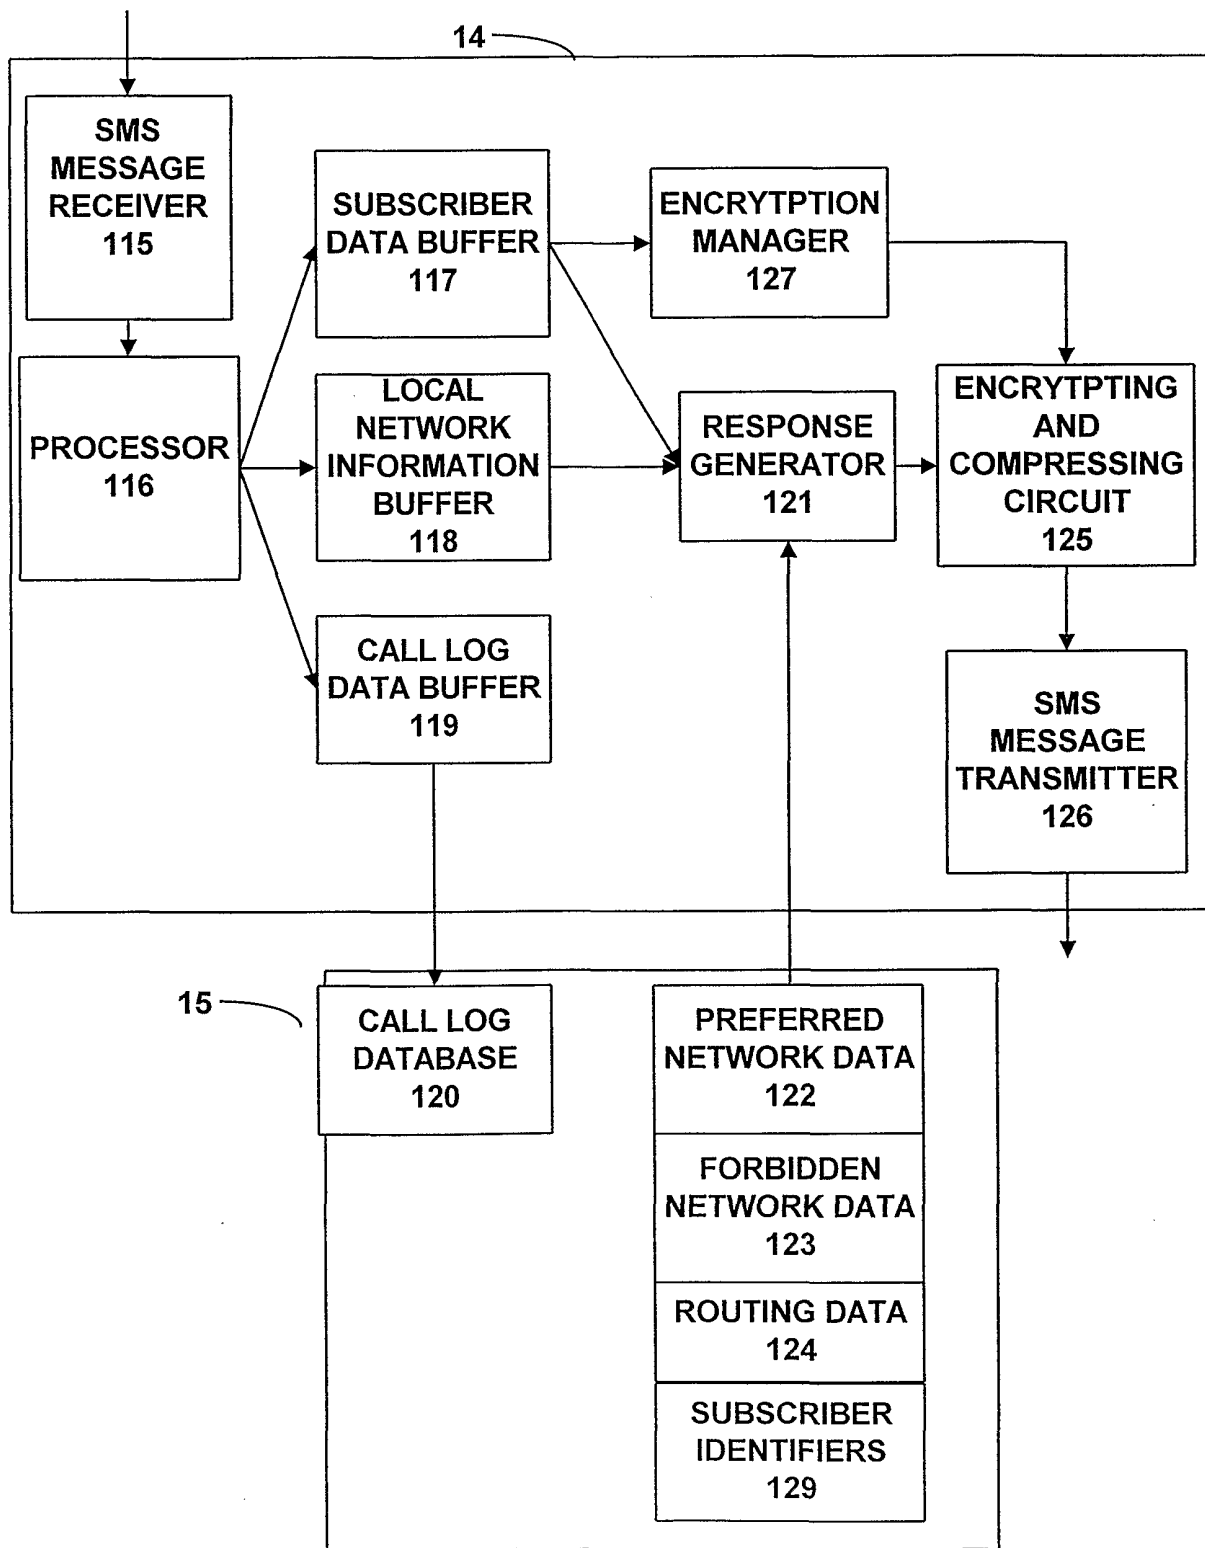 14
SMS
MESSAGE
RECEIVER
115
SUBSCRIBER
DATA BUFFER
117
ENCRYTPTION
MANAGER
127
PROCESSOR
116
LOCAL
NETWORK
INFORMATION
BUFFER
118
RESPONSE
GENERATOR
121
ENCRYTPTING
AND
COMPRESSING
CIRCUIT
125
CALL LOG
DATA BUFFER
119
SMS
MESSAGE
TRANSMITTER
126
15
CALL LOG
DATABASE
120
PREFERRED
NETWORK DATA
122
FORBIDDEN
NETWORK DATA
123
ROUTING DATA
124
SUBSCRIBER
IDENTIFIERS
129